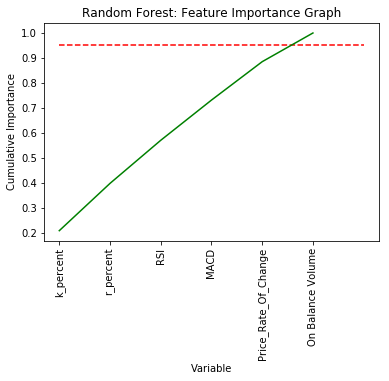 Random Forest: Feature Importance Graph
1.0
0.9
0.8
0.7
0.6
0.5
0.4
0.3
0.2
Cumulative Importance
k_percent
r_percent
RSI
MACD
Price_Rate_Of_Change
On Balance Volume
Variable